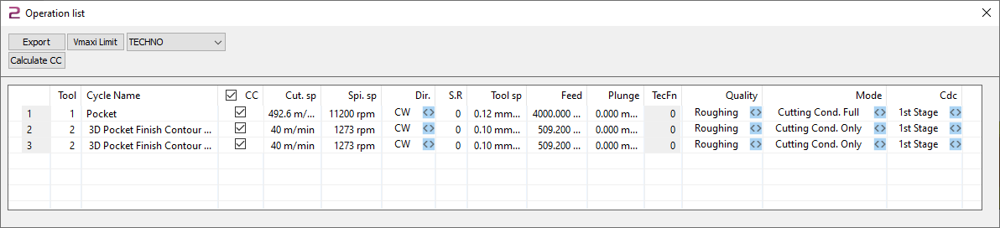 Operation list
Export Vmaxi Limit TECHNO
Calculate CC
Tool Cycle Name CC Cut. sp Spi. sp Dir. S.R Tool sp Feed Plunge TecFn Quality Mode Cdc
1 1 Pocket 492.6 m/... 11200 rpm CW <> 0 0.12 mm... 4000.000 ... 0.000 m... 0 Roughing <> Cutting Cond. Full <> 1st Stage <>
2 2 3D Pocket Finish Contour ... 40 m/min 1273 rpm CW <> 0 0.10 mm... 509.200 ... 0.000 m... 0 Roughing <> Cutting Cond. Only <> 1st Stage <>
3 2 3D Pocket Finish Contour ... 40 m/min 1273 rpm CW <> 0 0.10 mm... 509.200 ... 0.000 m... 0 Roughing <> Cutting Cond. Only <> 1st Stage <>